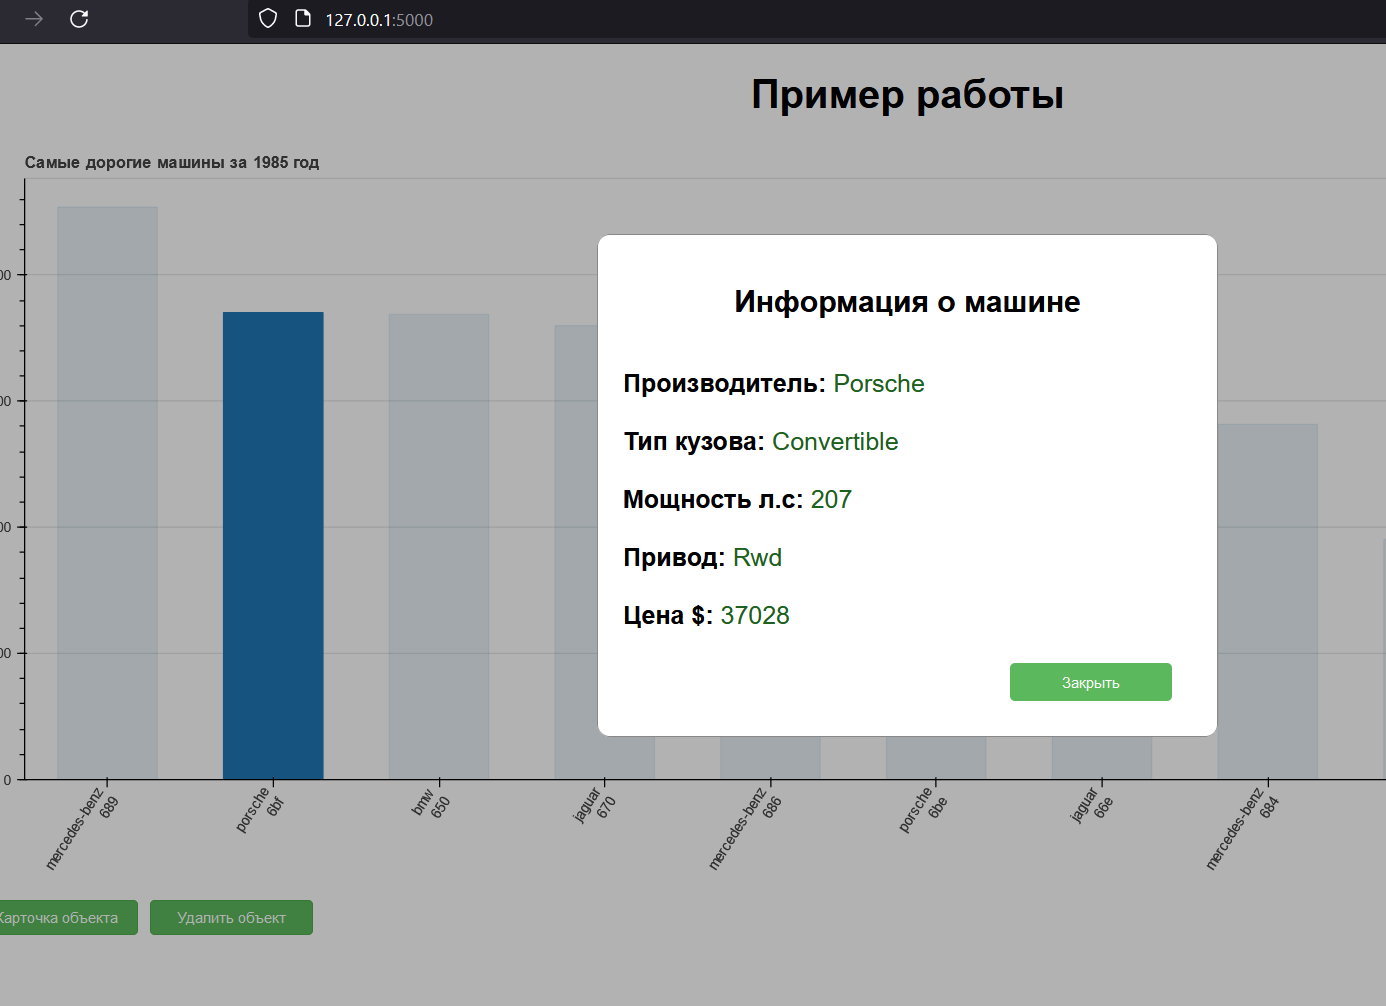 127.0.0.1:5000
Пример работы
Самые дорогие машины за 1985 год
Информация о машине
Производитель: Porsche
Тип кузова: Convertible
Мощность л.с: 207
Привод: Rwd
Цена $: 37028
Закрыть
00
00
00
00
0
mercedes-benz
689
porsche
6bf
bmw
650
jaguar
670
mercedes-benz
686
porsche
6be
jaguar
66e
mercedes-benz
684
Карточка объекта
Удалить объект